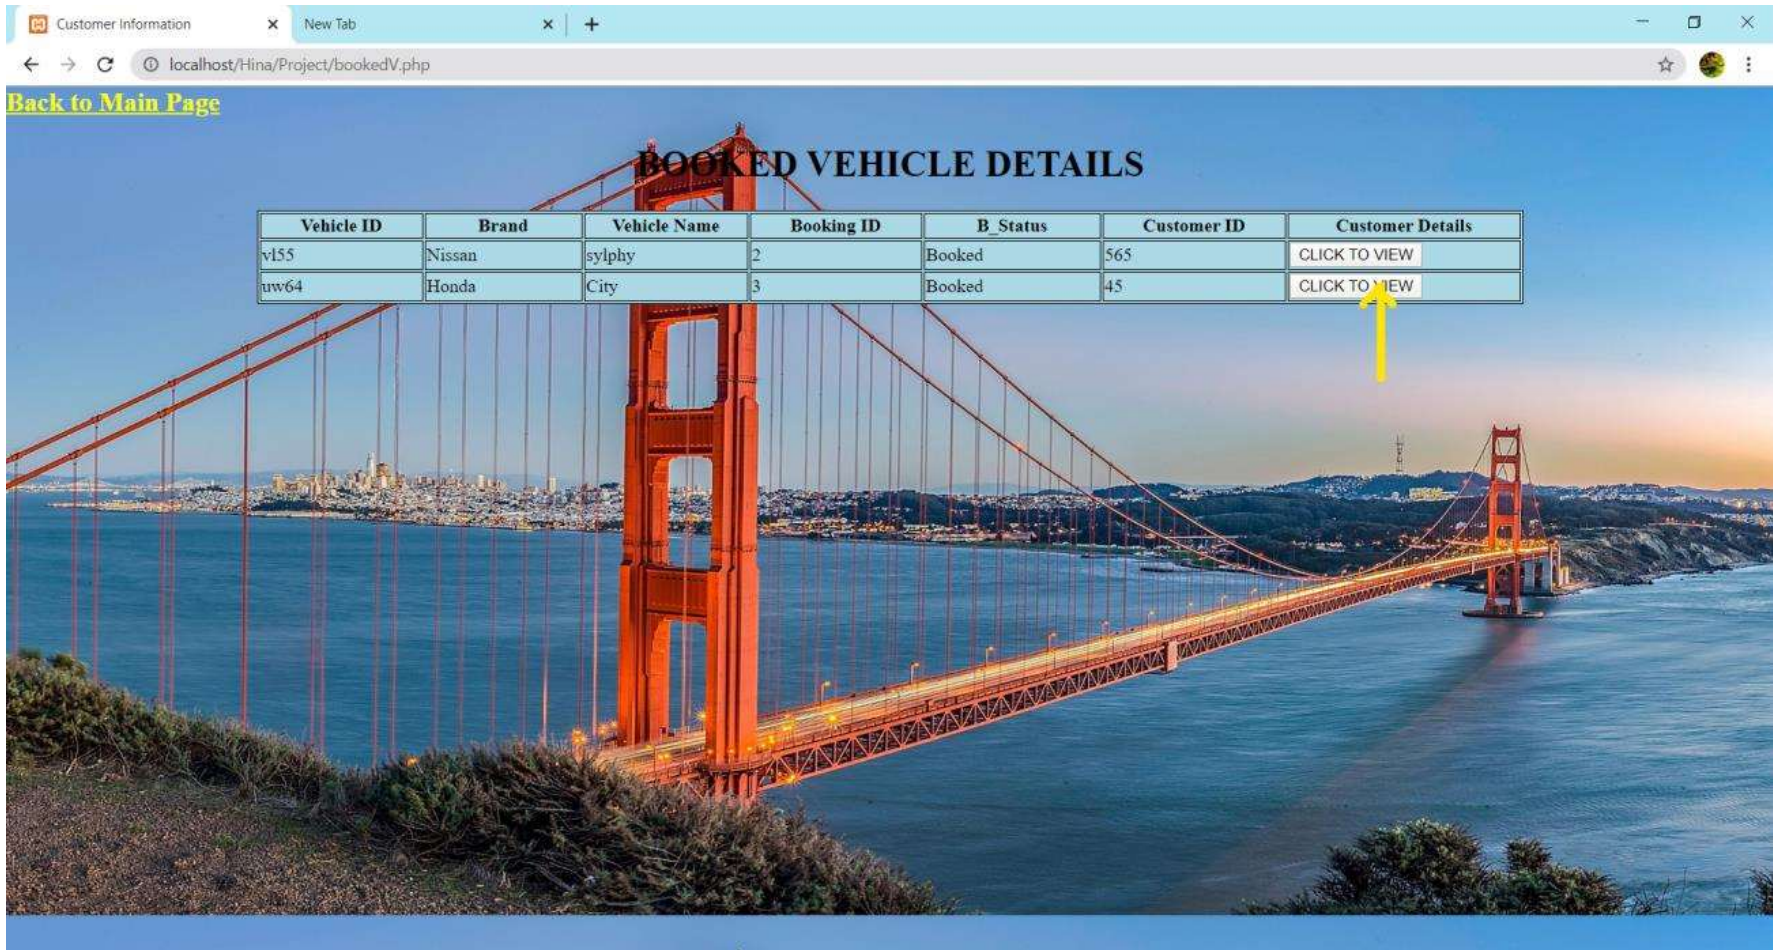 Customer Information New Tab
localhost/Hina/Project/bookedV.php
Back to Main Page
BOOKED VEHICLE DETAILS
Vehicle ID Brand Vehicle Name Booking ID B_Status Customer ID Customer Details
vl55 Nissan sylphy 2 Booked 565 CLICK TO VIEW
uw64 Honda City 3 Booked 45 CLICK TO VIEW